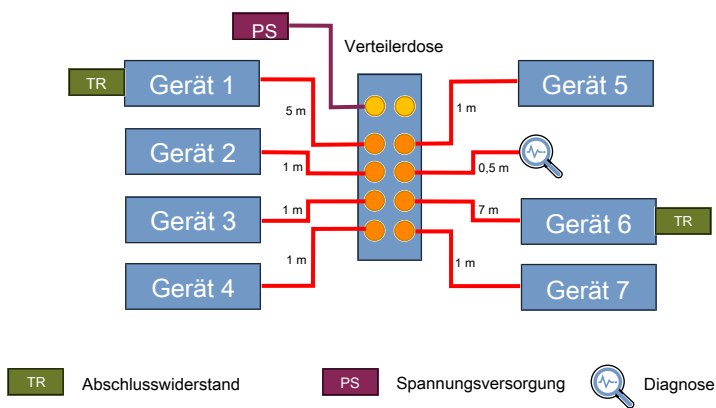 PS
Verteilerdose
TR
Gerät 1
Gerät 5
5 m
1 m
Gerät 2
1 m
0,5 m
Gerät 3
1 m
7 m
Gerät 6
TR
Gerät 4
1 m
1 m
Gerät 7
TR
Abschlusswiderstand
PS
Spannungsversorgung
Diagnose